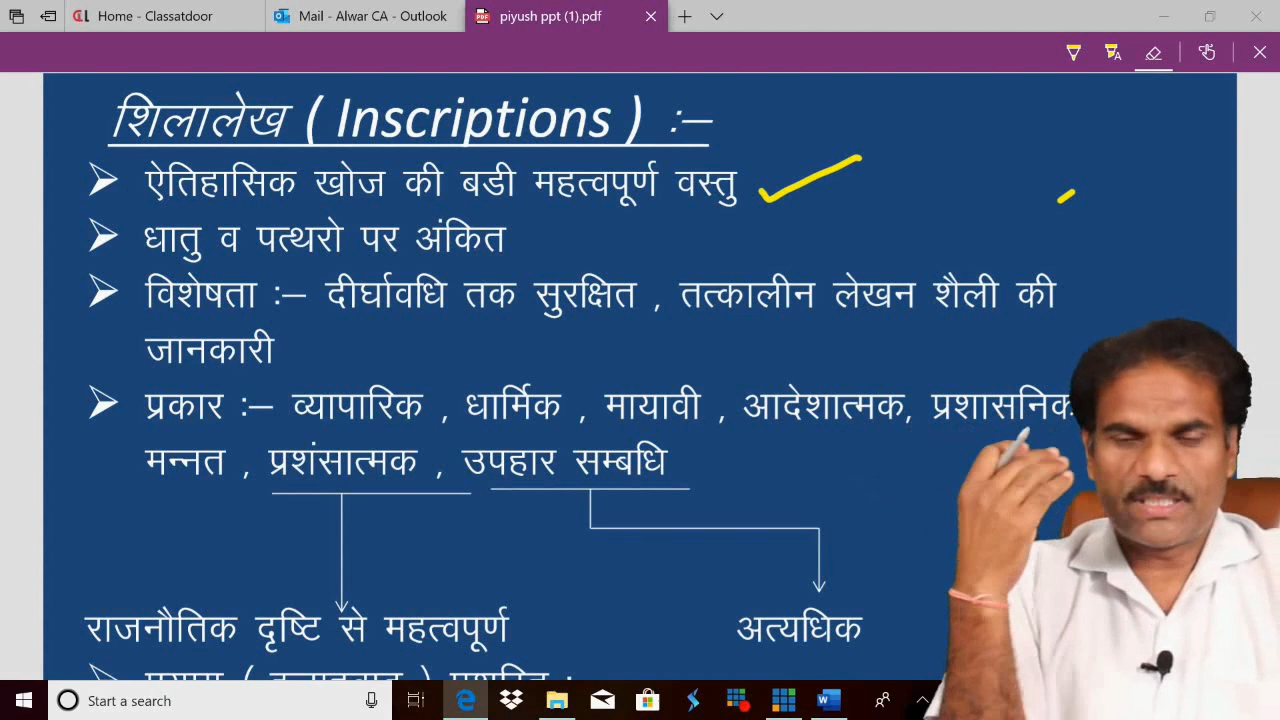 Home - Classatdoor
Mail - Alwar CA - Outlook
piyush ppt (1).pdf
शिलालेख ( Inscriptions ) :–
ऐतिहासिक खोज की बडी महत्वपूर्ण वस्तु
धातु व पत्थरो पर अंकित
विशेषता :– दीर्घावधि तक सुरक्षित , तत्कालीन लेखन शैली की
जानकारी
प्रकार :– व्यापारिक , धार्मिक , मायावी , आदेशात्मक, प्रशासनिक
मन्नत , प्रशंसात्मक , उपहार सम्बधि
राजनौतिक दृष्टि से महत्वपूर्ण
अत्यधिक
Start a search